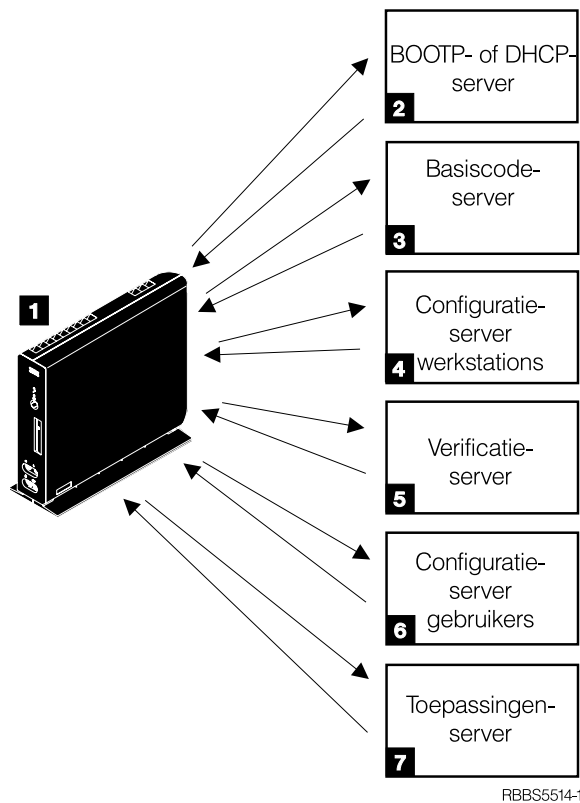 BOOTP- of DHCP-
server
2
Basiscode-
server
3
1
Configuratie-
server
werkstations
4
Verificatie-
server
5
Configuratie-
server
gebruikers
6
Toepassingen-
server
7
RBBS5514-1